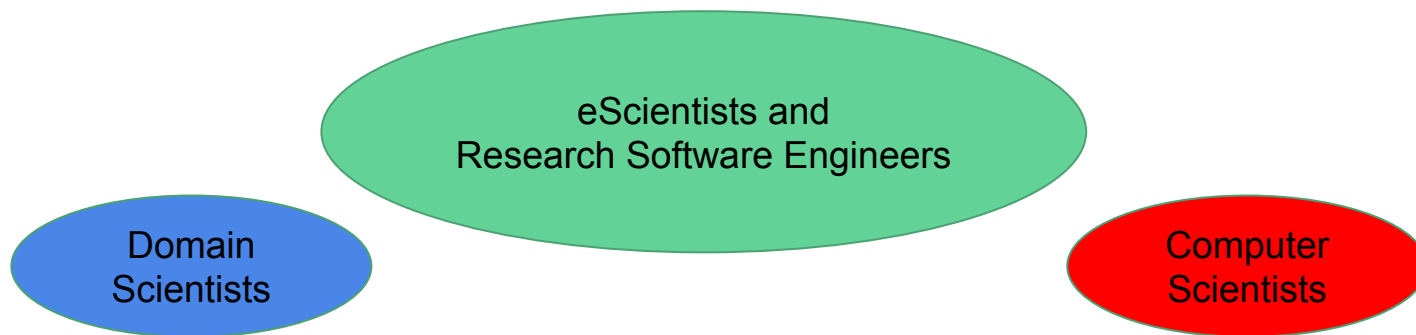 eScientists and
Research Software Engineers
Domain
Scientists
Computer
Scientists